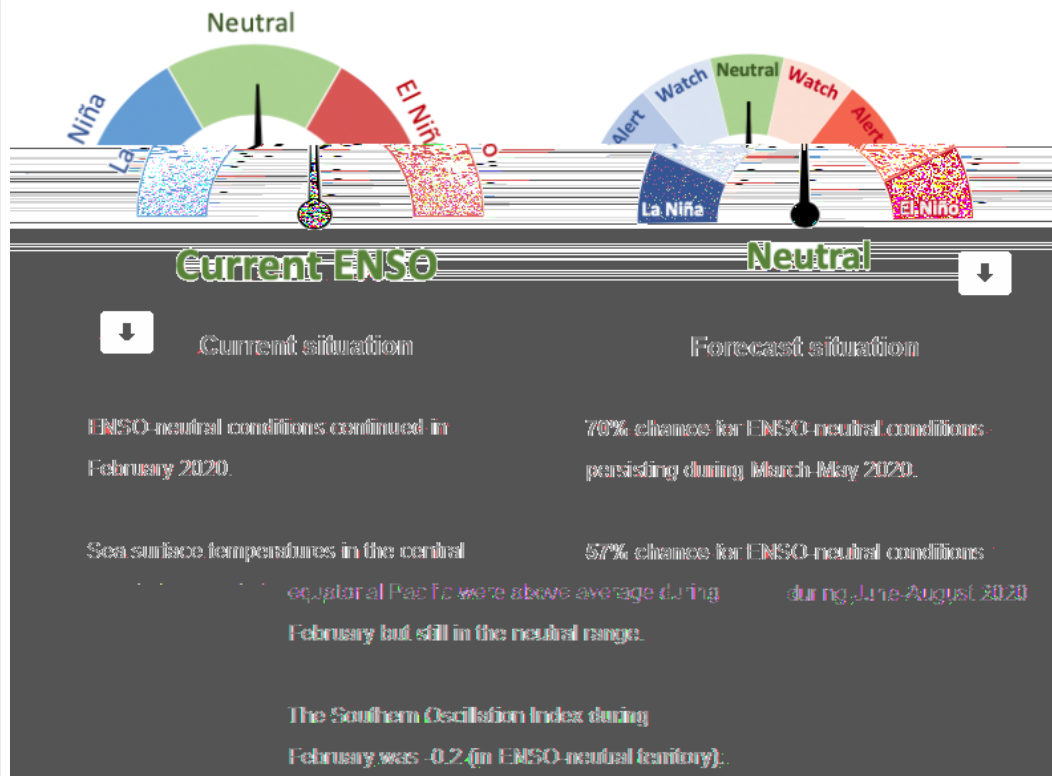 Neutral
La Niña
El Niño
Alert
Watch
Neutral
Watch
Alert
La Niña
El Niño
Current ENSO
Neutral
Current situation
ENSO-neutral conditions continued in
February 2020.
Sea surface temperatures in the central
equatorial Pacific were above average during
February but still in the neutral range.
The Southern Oscillation Index during
February was -0.2 (in ENSO-neutral territory).
Forecast situation
70% chance for ENSO-neutral conditions
persisting during March-May 2020.
57% chance for ENSO-neutral conditions
during June-August 2020